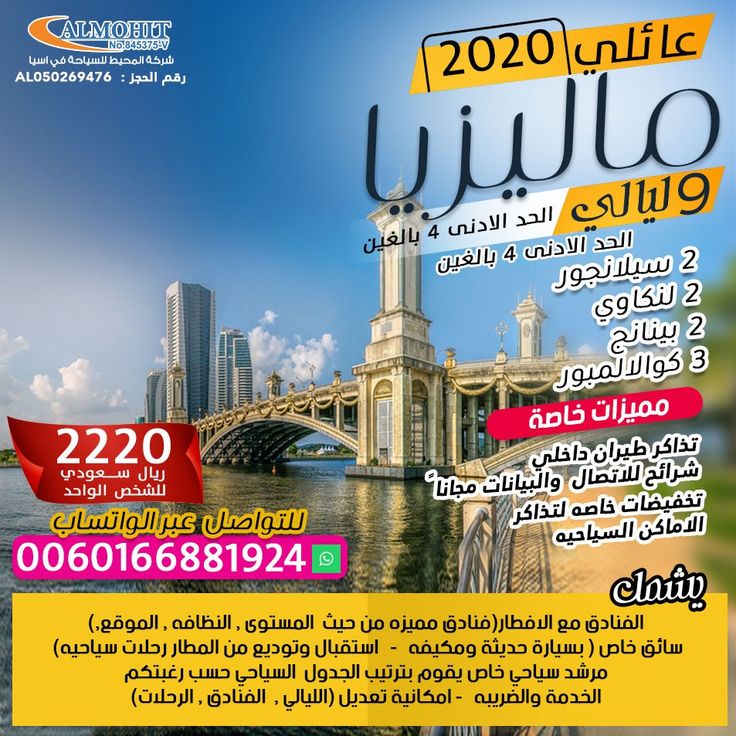 ALMOHIT
No.845375-V
شركة المحيط للسياحة في اسيا
رقم الحجز : AL050269476
عائلي 2020
ماليزيا
9 ليالي
الحد الادنى 4 بالغين
الحد الادنى 4 بالغين
2 سيلانجور
2 لنكاوي
2 بينانج
3 كوالالمبور
مميزات خاصة
تذاكر طيران داخلي
شرائح للاتصال والبيانات مجاناً
تخفيضات خاصه لتذاكر
الاماكن السياحيه
2220
ريال سعودي
للشخص الواحد
للتواصل عبر الواتساب
0060166881924
يشمل
الفنادق مع الافطار(فنادق مميزه من حيث المستوى , النظافه , الموقع,)
سائق خاص ( بسيارة حديثة ومكيفه - استقبال وتوديع من المطار رحلات سياحيه)
مرشد سياحي خاص يقوم بترتيب الجدول السياحي حسب رغبتكم
الخدمة والضريبه - امكانية تعديل (الليالي , الفنادق , الرحلات)